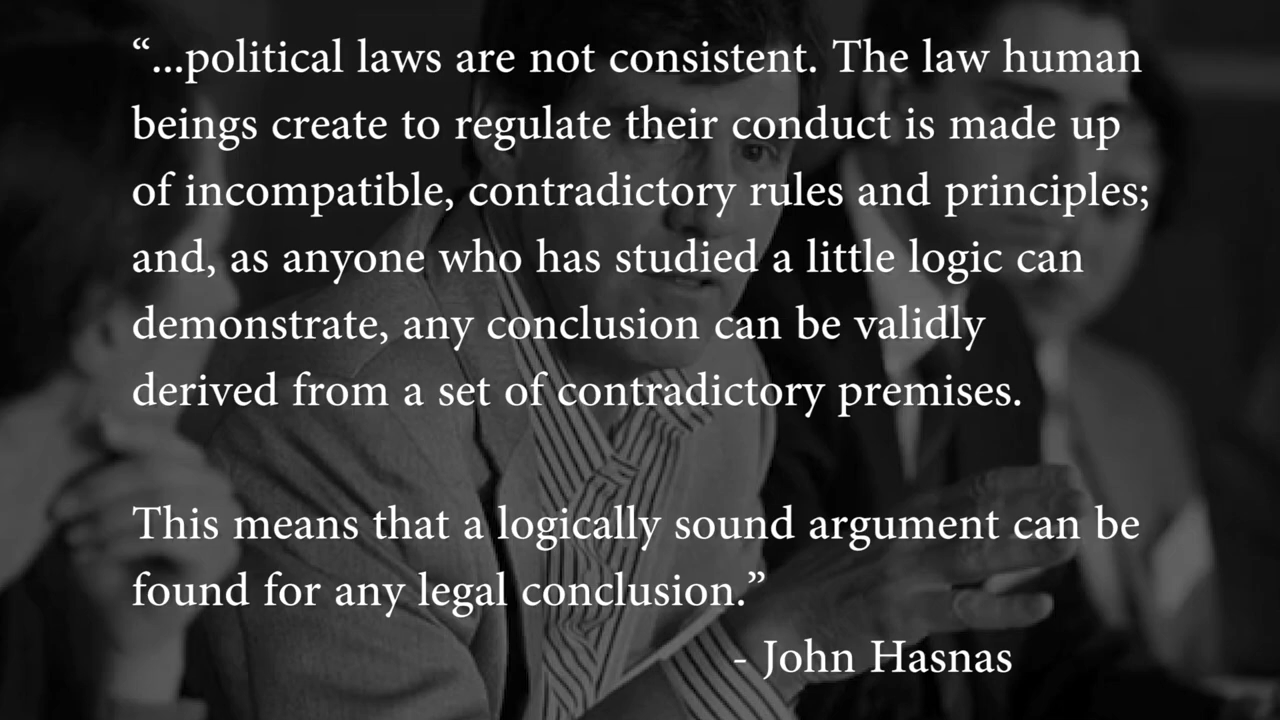 “...political laws are not consistent. The law human
beings create to regulate their conduct is made up
of incompatible, contradictory rules and principles;
and, as anyone who has studied a little logic can
demonstrate, any conclusion can be validly
derived from a set of contradictory premises.
This means that a logically sound argument can be
found for any legal conclusion.”
- John Hasnas